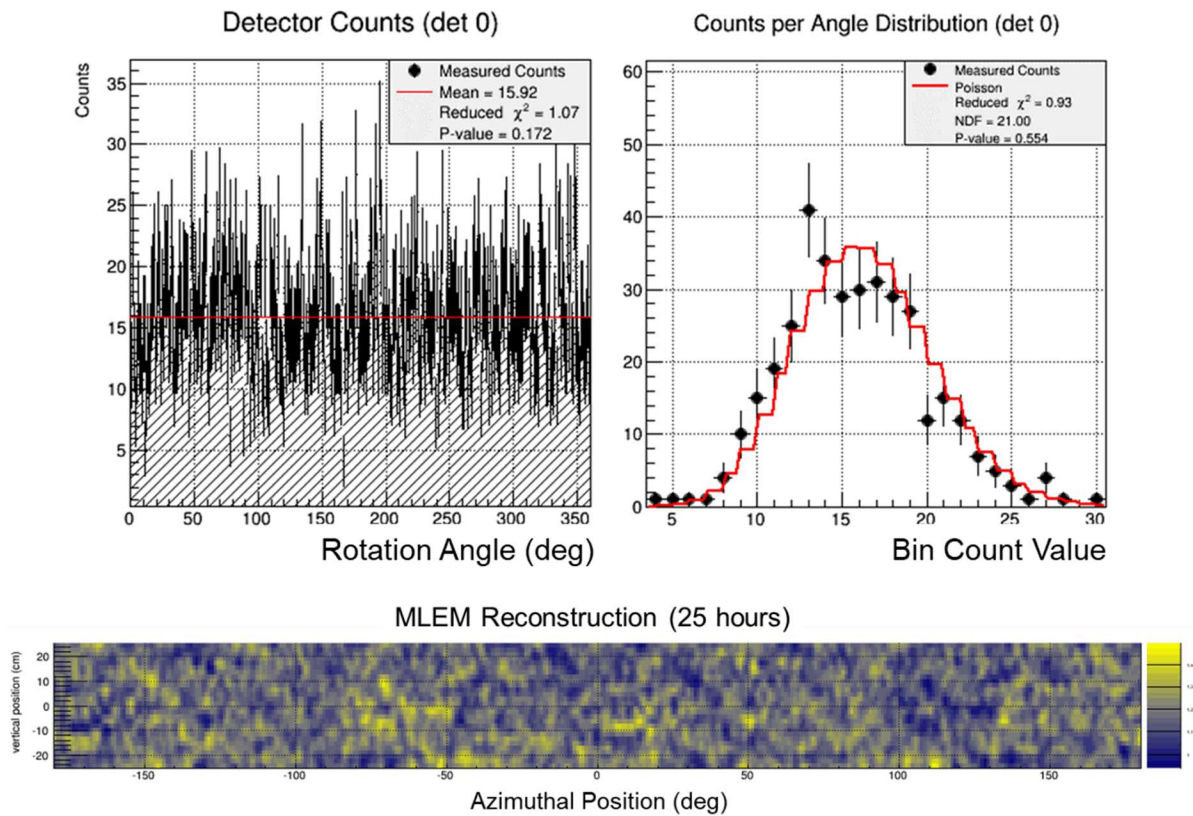 Detector Counts (det 0)
Counts
35
30
25
20
15
10
5
0 50 100 150 200 250 300 350
Rotation Angle (deg)
Measured Counts
Mean = 15.92
Reduced χ² = 1.07
P-value = 0.172
Counts per Angle Distribution (det 0)
60
50
40
30
20
10
0
5 10 15 20 25 30
Bin Count Value
Measured Counts
Poisson
Reduced χ² = 0.93
NDF = 21.00
P-value = 0.554
MLEM Reconstruction (25 hours)
vertical position (cm)
20
10
0
-10
-20
-150 -100 -50 0 50 100 150
Azimuthal Position (deg)